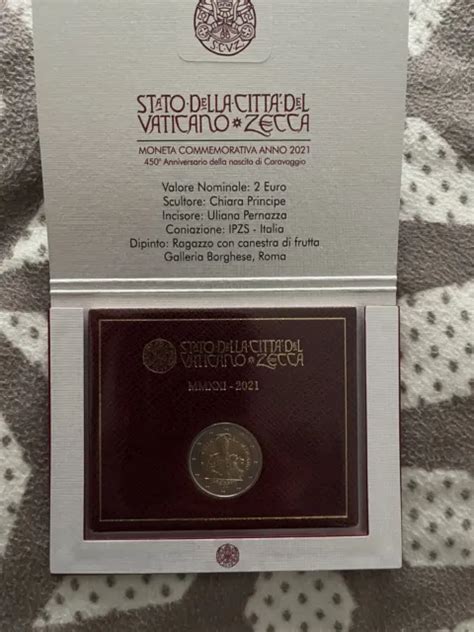 S.C.V.Z.
STATO·DELLA·CITTÀ·DEL
VATICANO * ZECCA
MONETA COMMEMORATIVA ANNO 2021
450° Anniversario della nascita di Caravaggio
Valore Nominale: 2 Euro
Scultore: Chiara Principe
Incisore: Uliana Pernazza
Coniazione: IPZS - Italia
Dipinto: Ragazzo con canestra di frutta
Galleria Borghese, Roma
STATO·DELLA·CITTÀ·DEL
VATICANO * ZECCA
MMXXI - 2021